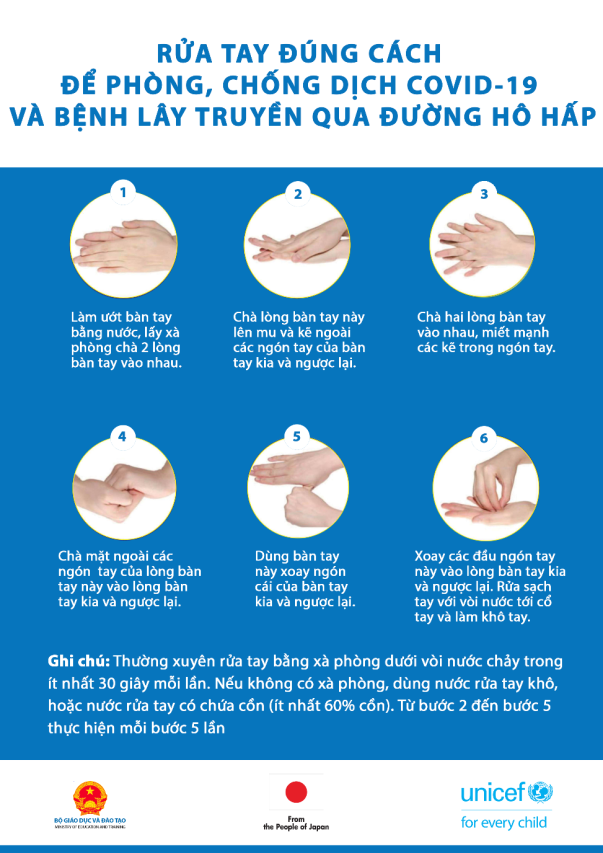 RỬA TAY ĐÚNG CÁCH
ĐỂ PHÒNG, CHỐNG DỊCH COVID-19
VÀ BỆNH LÂY TRUYỀN QUA ĐƯỜNG HÔ HẤP
1
Làm ướt bàn tay
bằng nước, lấy xà
phòng chà 2 lòng
bàn tay vào nhau.
2
Chà lòng bàn tay này
lên mu và kẽ ngoài
các ngón tay của bàn
tay kia và ngược lại.
3
Chà hai lòng bàn tay
vào nhau, miết mạnh
các kẽ trong ngón tay.
4
Chà mặt ngoài các
ngón tay của lòng bàn
tay này vào lòng bàn
tay kia và ngược lại.
5
Dùng bàn tay
này xoay ngón
cái của bàn tay
kia và ngược lại.
6
Xoay các đầu ngón tay
này vào lòng bàn tay kia
và ngược lại. Rửa sạch
tay với vòi nước tới cổ
tay và làm khô tay.
Ghi chú: Thường xuyên rửa tay bằng xà phòng dưới vòi nước chảy trong
ít nhất 30 giây mỗi lần. Nếu không có xà phòng, dùng nước rửa tay khô,
hoặc nước rửa tay có chứa cồn (ít nhất 60% cồn). Từ bước 2 đến bước 5
thực hiện mỗi bước 5 lần
BỘ GIÁO DỤC VÀ ĐÀO TẠO
MINISTRY OF EDUCATION AND TRAINING
From
the People of Japan
unicef
for every child